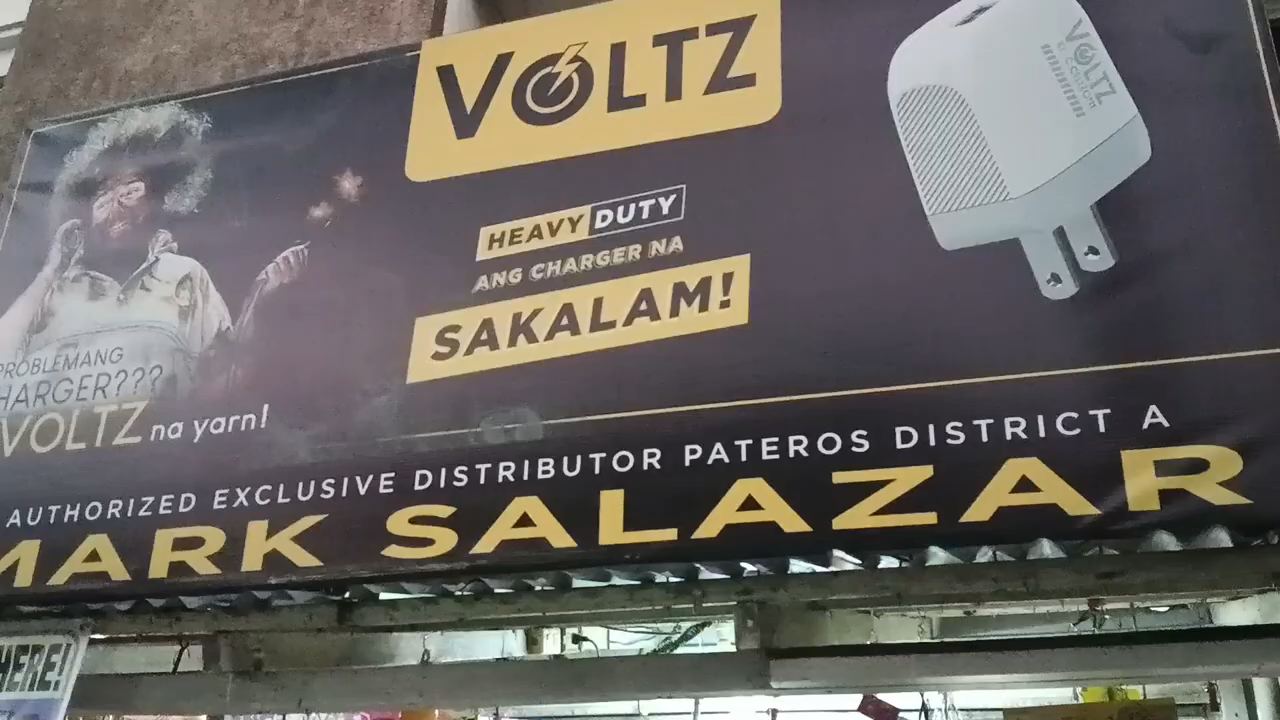 VOLTZ
VOLTZ
HEAVY DUTY
ANG CHARGER NA
SAKALAM!
PROBLEMANG
HARGER???
VOLTZ na yarn!
AUTHORIZED EXCLUSIVE DISTRIBUTOR PATEROS DISTRICT A
MARK SALAZAR
HERE!